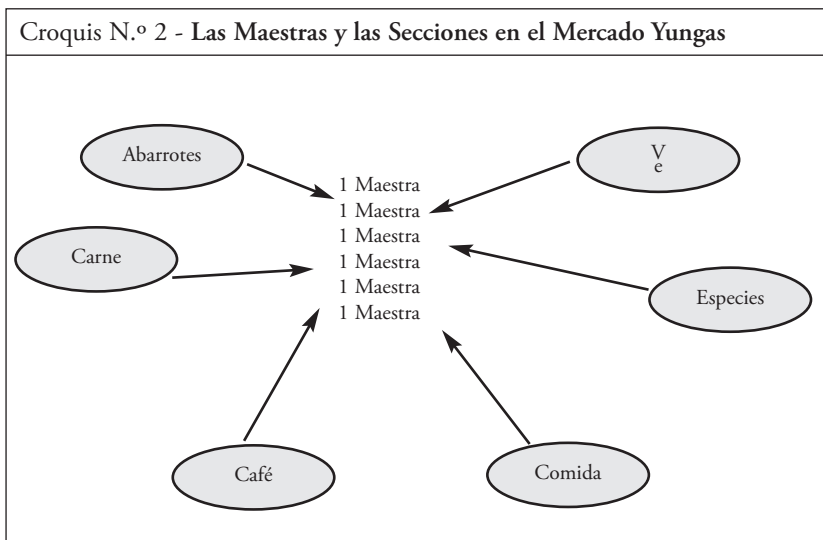 Croquis N.º 2 - Las Maestras y las Secciones en el Mercado Yungas
Abarrotes
V
e
1 Maestra
1 Maestra
1 Maestra
1 Maestra
1 Maestra
1 Maestra
Carne
Especies
Café
Comida